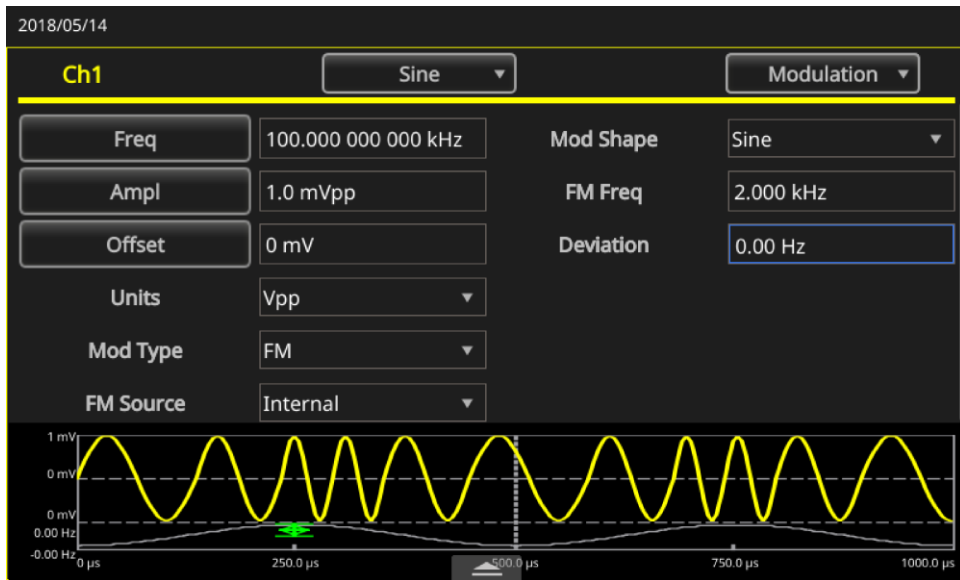 2018/05/14
Ch1 Sine Modulation
Freq 100.000 000 000 kHz Mod Shape Sine
Ampl 1.0 mVpp FM Freq 2.000 kHz
Offset 0 mV Deviation 0.00 Hz
Units Vpp
Mod Type FM
FM Source Internal
1 mV
0 mV
0 mV
0.00 Hz
-0.00 Hz
0 µs 250.0 µs 500.0 µs 750.0 µs 1000.0 µs